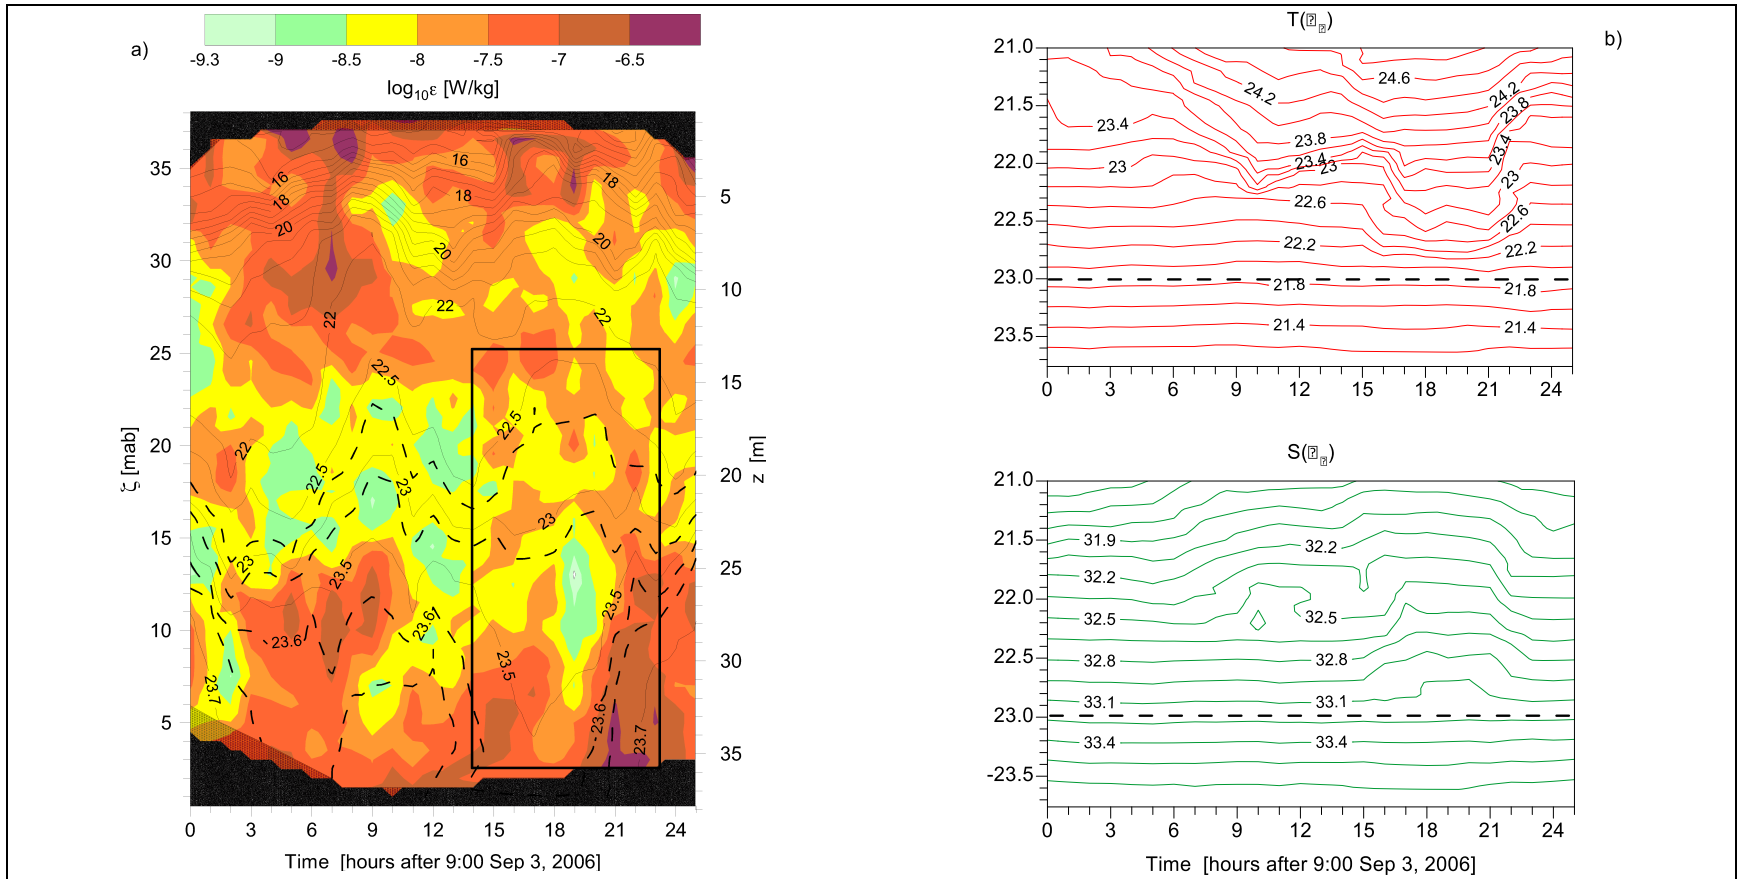 a)
-9.3 -9 -8.5 -8 -7.5 -7 -6.5
log10ε [W/kg]
35 30 25 20 15 10 5
ζ [mab]
5 10 15 20 25 30 35
z [m]
16 16 18 18 18
20 20 20
22 22 22
22.5 22 22.5 22.5
23 23 23
23.5 23.5 23.5
23.6 23.6 23.6
23.7 23.7
0 3 6 9 12 15 18 21 24
Time [hours after 9:00 Sep 3, 2006]
b)
T( )
21.0
21.5
22.0
22.5
23.0
23.5
24.6
24.2 24.2
23.8 23.8
23.4 23.4 23.4
23 23 23
22.6 22.6
22.2 22.2
21.8 21.8
21.4 21.4
0 3 6 9 12 15 18 21 24
S( )
21.0
21.5
22.0
22.5
23.0
-23.5
31.9 32.2
32.2
32.5 32.5
32.8 32.8
33.1 33.1
33.4 33.4
0 3 6 9 12 15 18 21 24
Time [hours after 9:00 Sep 3, 2006]